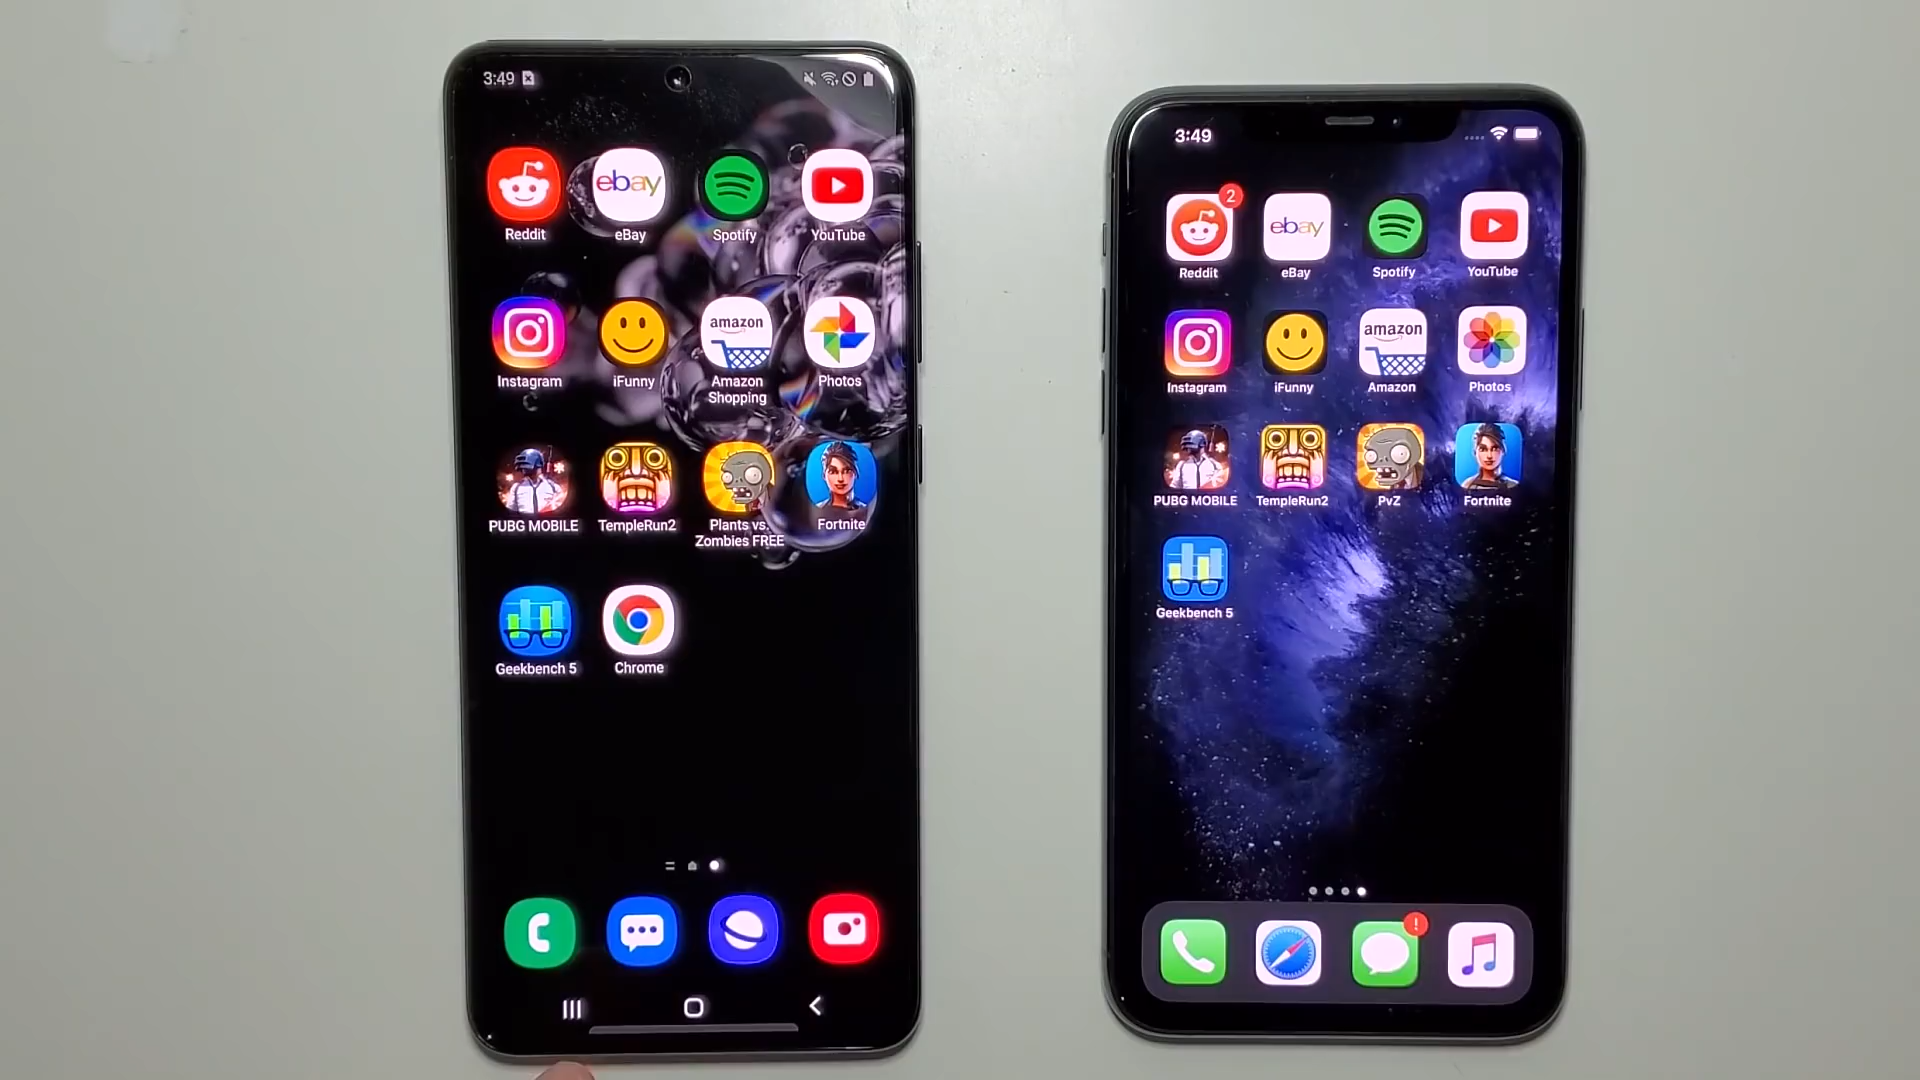 3:49
Reddit
ebay
eBay
Spotify
YouTube
Instagram
iFunny
amazon
Amazon
Shopping
Photos
PUBG MOBILE
TempleRun2
Plants vs.
Zombies FREE
Fortnite
Geekbench 5
Chrome
3:49
2
Reddit
ebay
eBay
Spotify
YouTube
Instagram
iFunny
amazon
Amazon
Photos
PUBG MOBILE
TempleRun2
PvZ
Fortnite
Geekbench 5
!